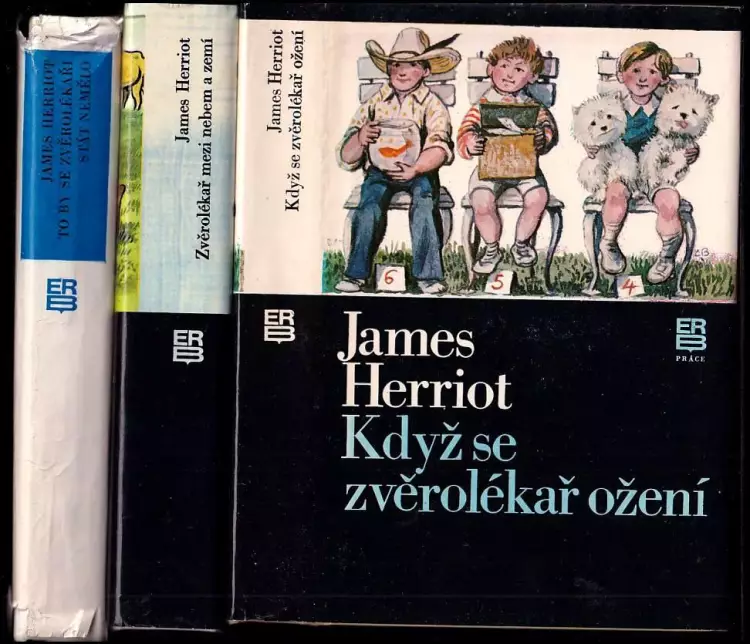 JAMES HERRIOT
TO BY SE ZVĚROLÉKAŘI
SPÁT NEMĚLO
ERB
James Herriot
Zvěrolékař mezi nebem a zemí
ERB
James Herriot
Když se zvěrolékař ožení
ERB
6
5
4
James
Herriot
Když se
zvěrolékař ožení
ERB
PRÁCE